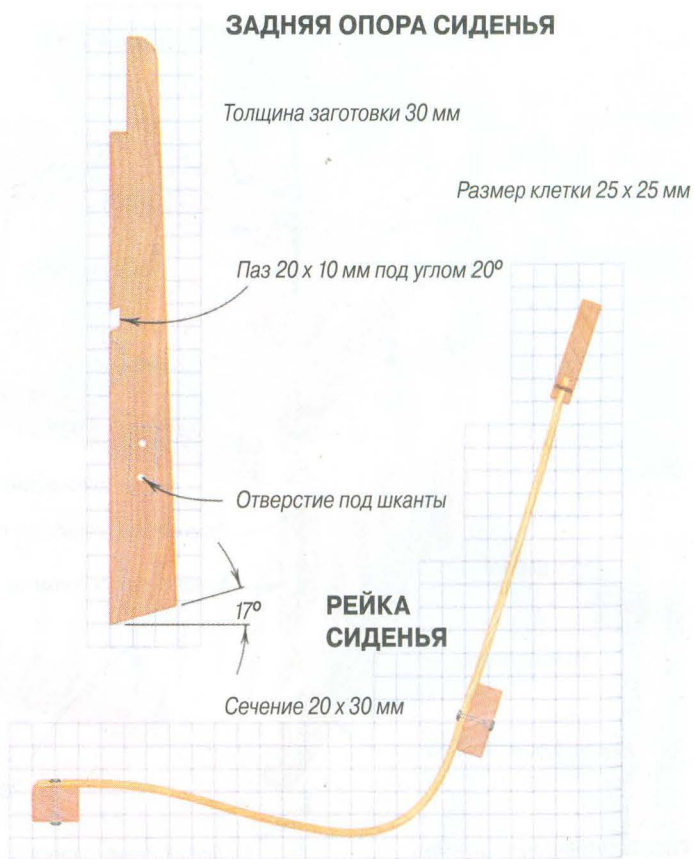 ЗАДНЯЯ ОПОРА СИДЕНЬЯ
Толщина заготовки 30 мм
Размер клетки 25 х 25 мм
Паз 20 х 10 мм под углом 20º
Отверстие под шканты
17º
РЕЙКА
СИДЕНЬЯ
Сечение 20 х 30 мм